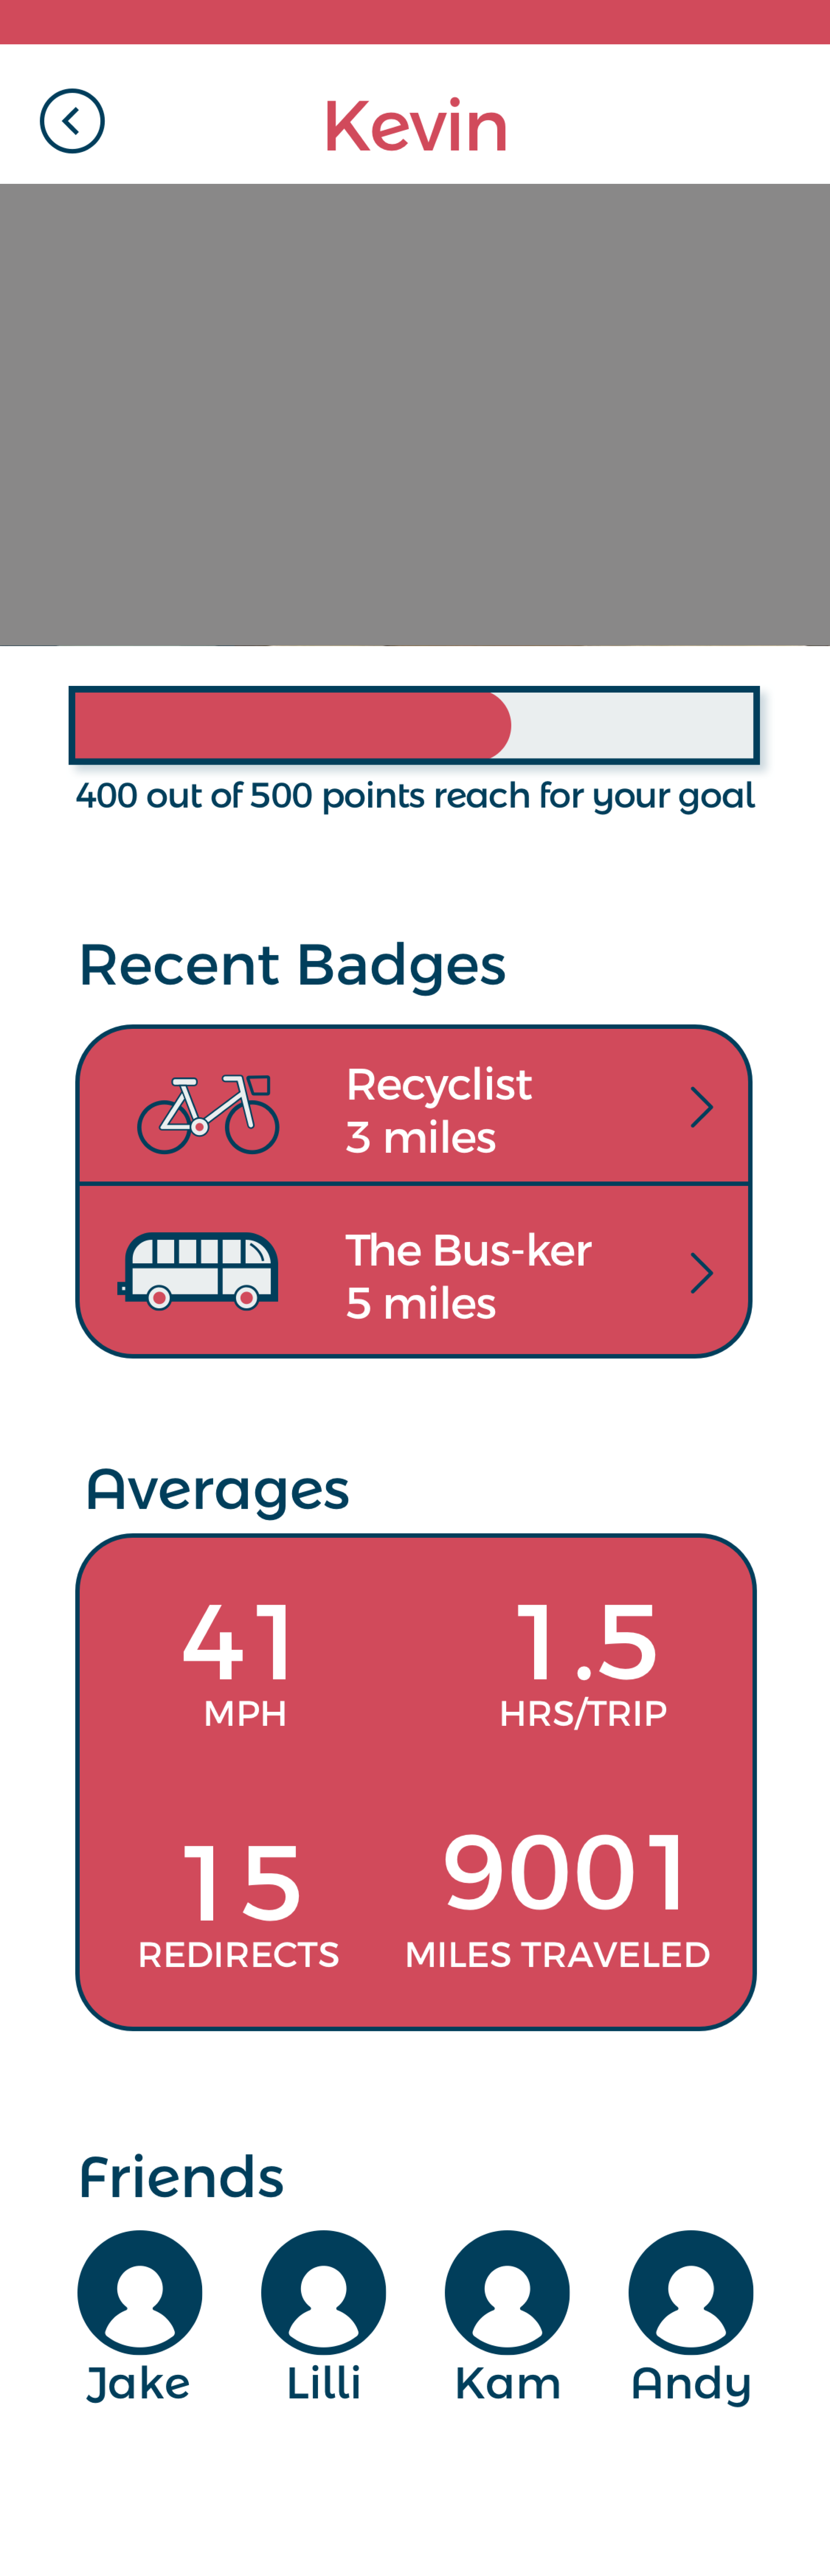 Kevin
400 out of 500 points reach for your goal
Recent Badges
Recyclist
3 miles
The Bus-ker
5 miles
Averages
41
MPH
1.5
HRS/TRIP
15
REDIRECTS
9001
MILES TRAVELED
Friends
Jake
Lilli
Kam
Andy